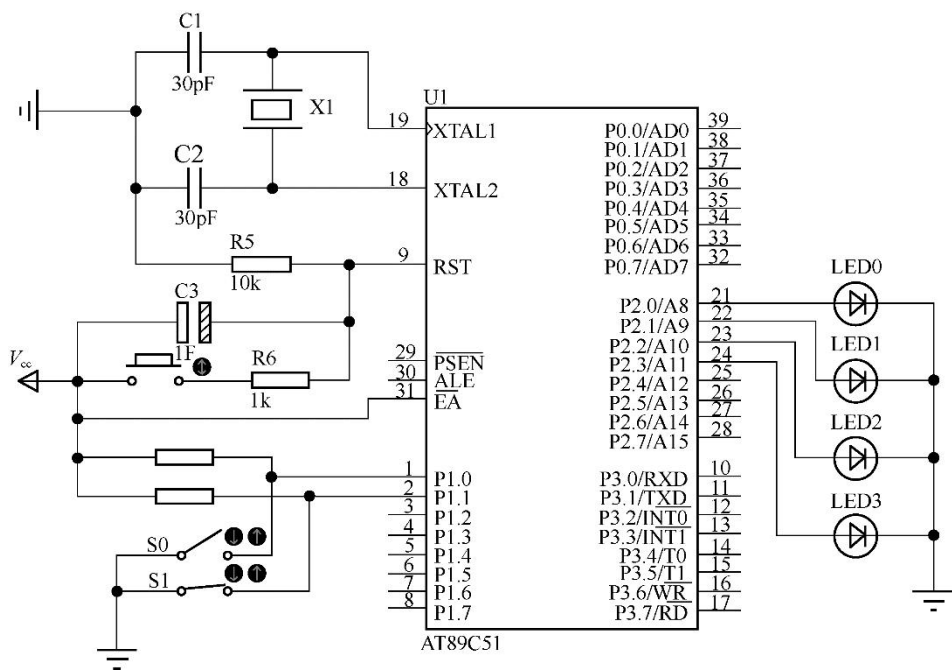 C1
30pF
X1
C2
30pF
R5
10k
C3
1F
R6
1k
Vcc
S0
S1
U1
19 XTAL1
18 XTAL2
9 RST
29 PSEN
30 ALE
31 EA
1 P1.0
2 P1.1
3 P1.2
4 P1.3
5 P1.4
6 P1.5
7 P1.6
8 P1.7
P0.0/AD0 39
P0.1/AD1 38
P0.2/AD2 37
P0.3/AD3 36
P0.4/AD4 35
P0.5/AD5 34
P0.6/AD6 33
P0.7/AD7 32
P2.0/A8 21
P2.1/A9 22
P2.2/A10 23
P2.3/A11 24
P2.4/A12 25
P2.5/A13 26
P2.6/A14 27
P2.7/A15 28
P3.0/RXD 10
P3.1/TXD 11
P3.2/INT0 12
P3.3/INT1 13
P3.4/T0 14
P3.5/T1 15
P3.6/WR 16
P3.7/RD 17
AT89C51
LED0
LED1
LED2
LED3